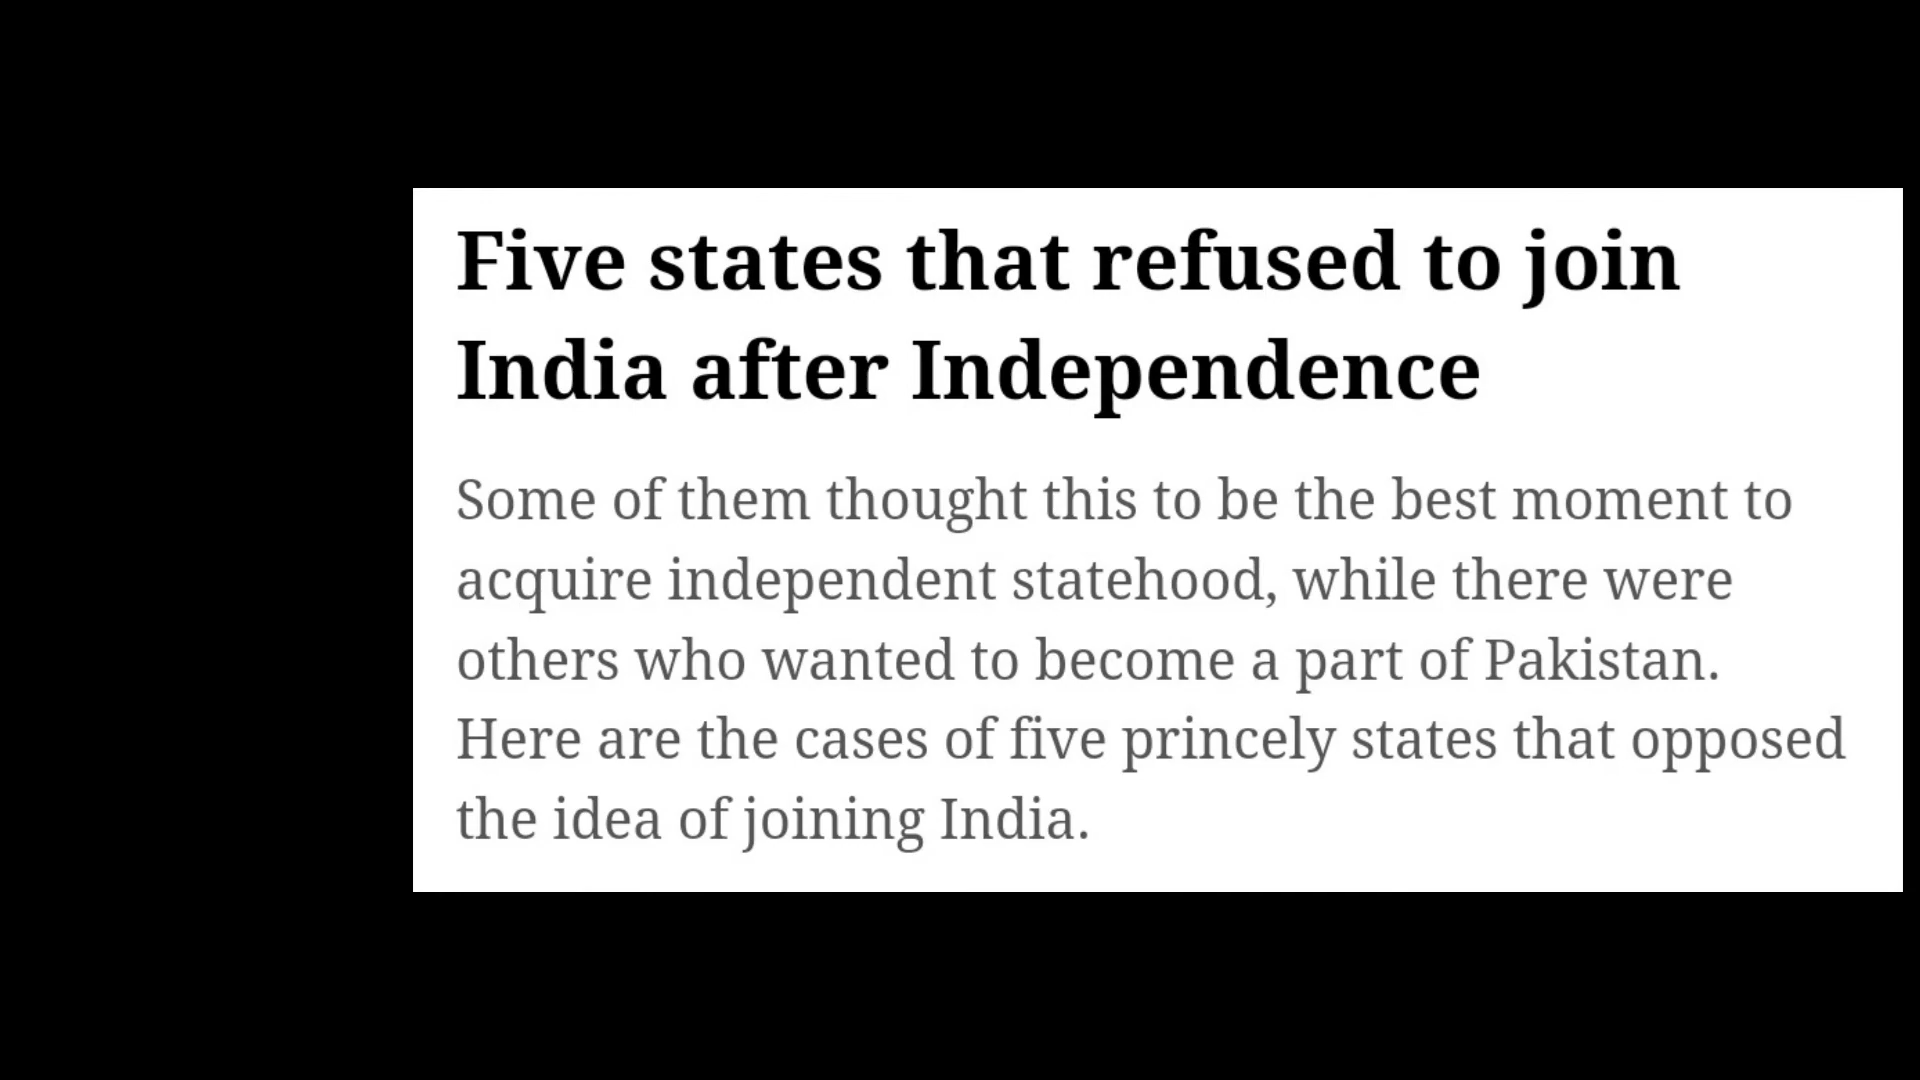 Five states that refused to join
India after Independence
Some of them thought this to be the best moment to
acquire independent statehood, while there were
others who wanted to become a part of Pakistan.
Here are the cases of five princely states that opposed
the idea of joining India.